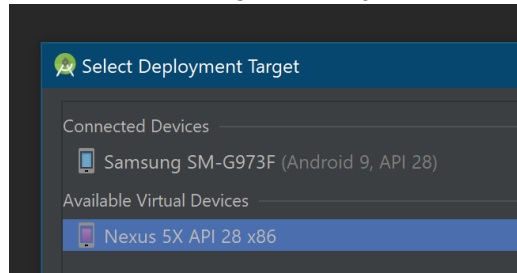 Select Deployment Target
Connected Devices
Samsung SM-G973F (Android 9, API 28)
Available Virtual Devices
Nexus 5X API 28 x86